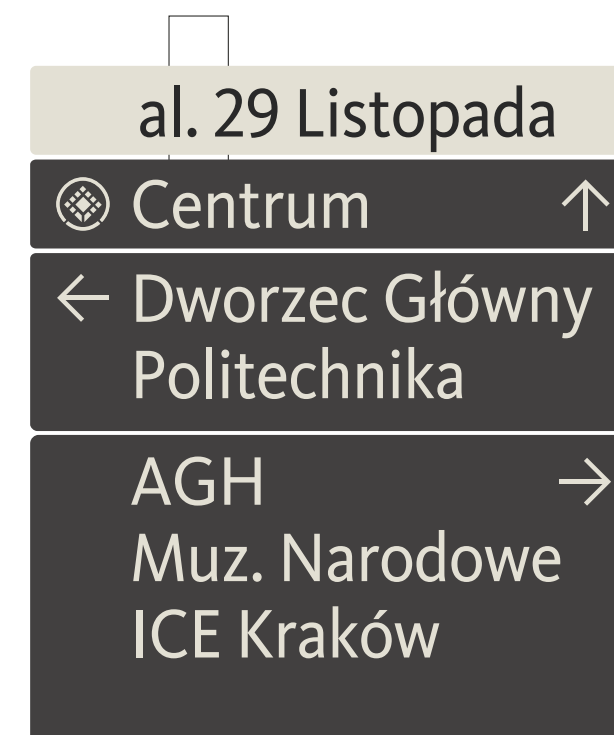 al. 29 Listopada
Centrum ↑
← Dworzec Główny
Politechnika
AGH →
Muz. Narodowe
ICE Kraków